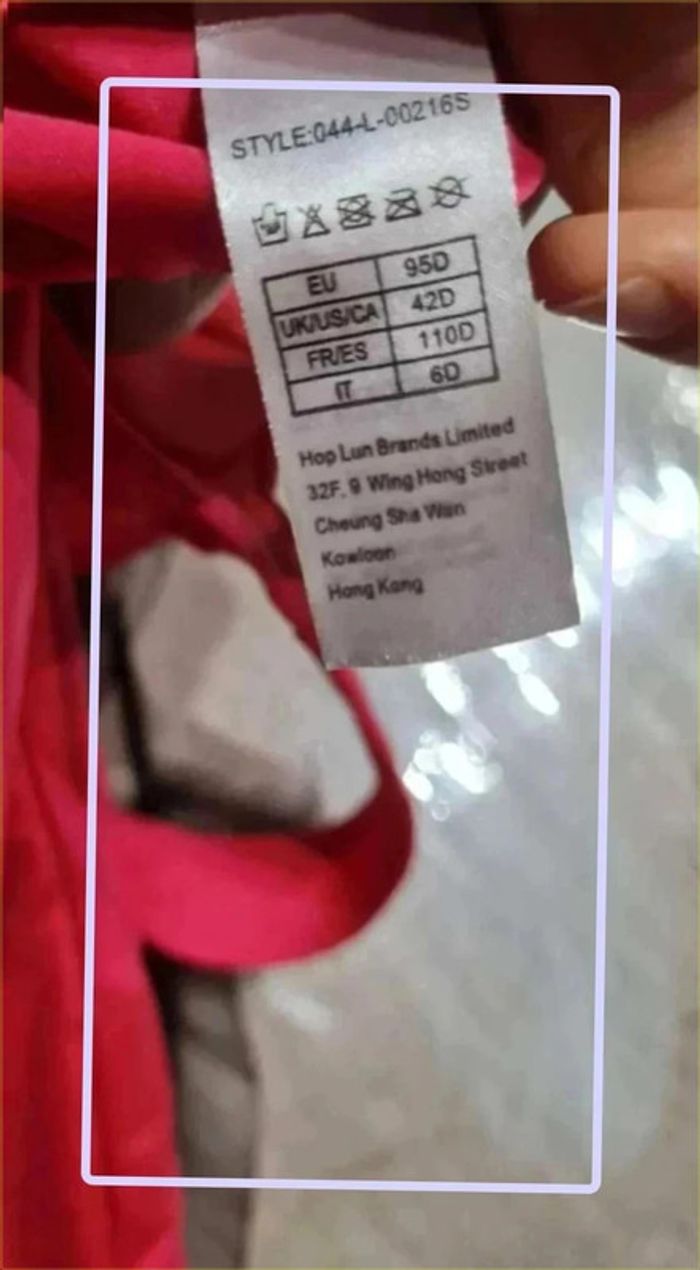 STYLE:044-L-00216S
EU 95D
UK/US/CA 42D
FR/ES 110D
IT 6D
Hop Lun Brands Limited
32F, 9 Wing Hong Street
Cheung Sha Wan
Kowloon
Hong Kong